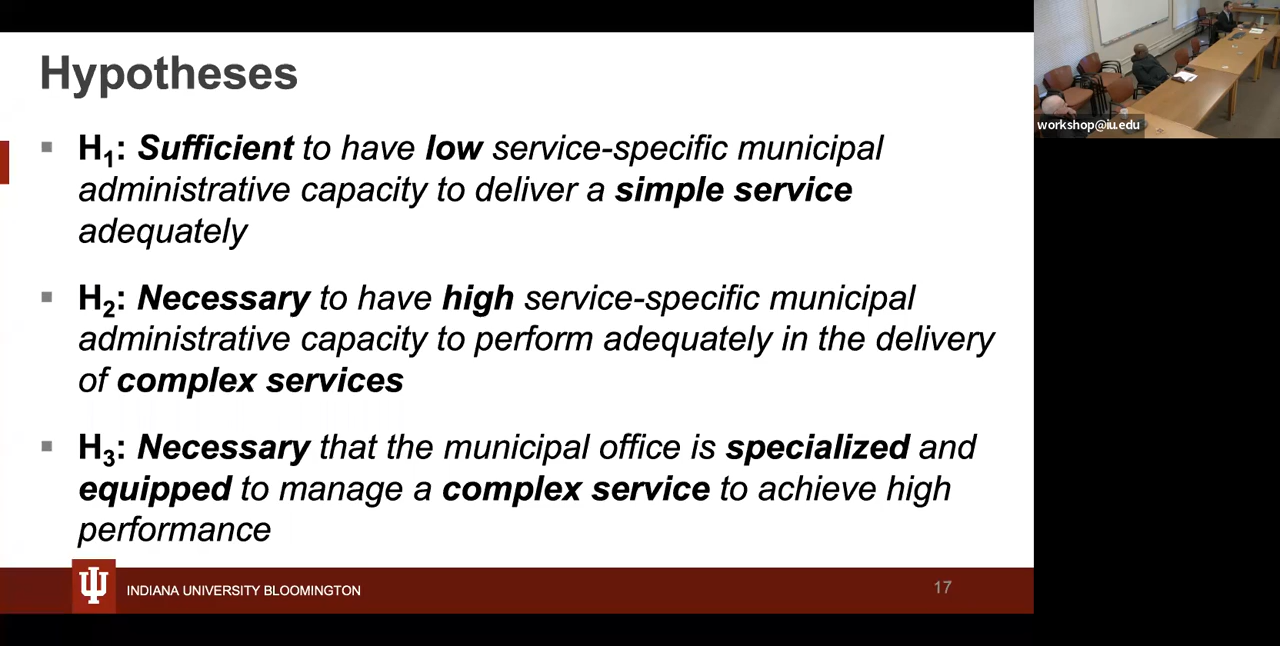 Hypotheses
▪ H1: Sufficient to have low service-specific municipal
administrative capacity to deliver a simple service
adequately
▪ H2: Necessary to have high service-specific municipal
administrative capacity to perform adequately in the delivery
of complex services
▪ H3: Necessary that the municipal office is specialized and
equipped to manage a complex service to achieve high
performance
INDIANA UNIVERSITY BLOOMINGTON
17
workshop@iu.edu